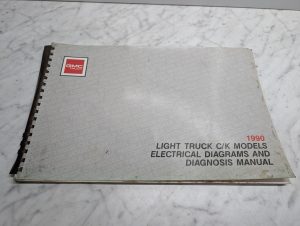 GMC
1990
LIGHT TRUCK C/K MODELS
ELECTRICAL DIAGRAMS AND
DIAGNOSIS MANUAL